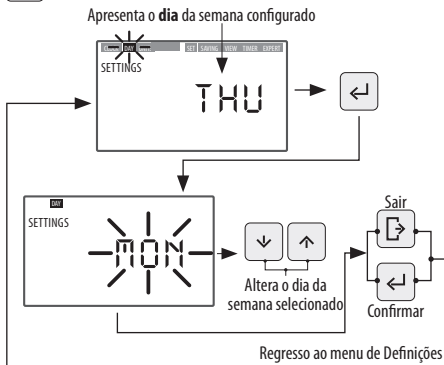 Apresenta o dia da semana configurado
DAY SET SAVING VIEW TIMER EXPERT
SETTINGS
THU
DAY
SETTINGS
MON
Altera o dia da
semana selecionado
Sair
Confirmar
Regresso ao menu de Definições